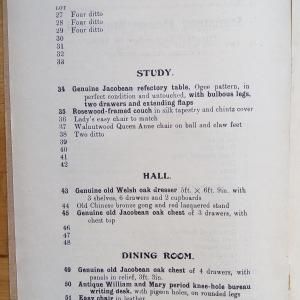 LOT
27 Four ditto
28 Four ditto
29 Four ditto
30
31
32
33
STUDY.
34 Genuine Jacobean refectory table, Ogee pattern, in
perfect condition and untouched, with bulbous legs,
two drawers and extending flaps
35 Rosewood-framed couch in silk tapestry and chintz cover
36 Lady's easy chair to match
37 Walnutwood Queen Anne chair on ball and claw feet
38 Two ditto
39
40
41
42
HALL.
43 Genuine old Welsh oak dresser 5ft. × 6ft. 9in. with
3 shelves, 6 drawers and 2 cupboards
44 Old Chinese bronze gong and red lacquered stand
45 Genuine old Jacobean oak chest of 3 drawers, with
chest top
46
47
48
DINING ROOM.
49 Genuine old Jacobean oak chest of 4 drawers, with
panels in relief, 3ft. 3in.
50 Antique William and Mary period knee-hole bureau
writing desk, with pigeon holes, on rounded legs
51 Easy chair in leather